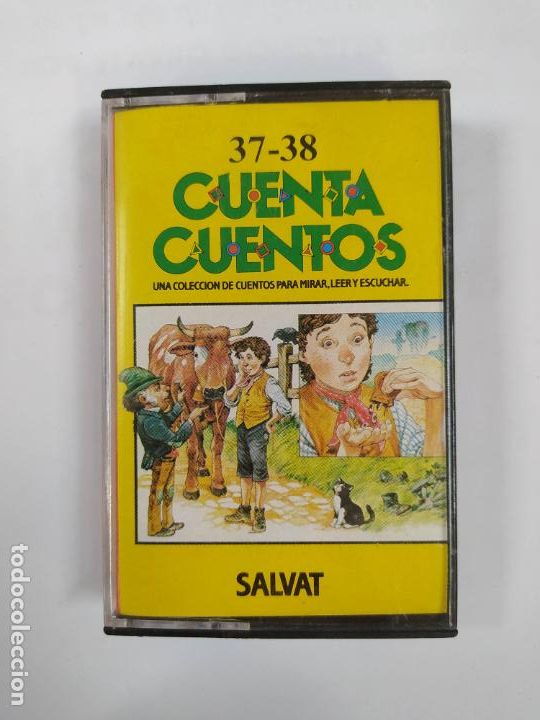 37-38
CUENTA
CUENTOS
UNA COLECCION DE CUENTOS PARA MIRAR, LEER Y ESCUCHAR.
SALVAT
todocoleccion